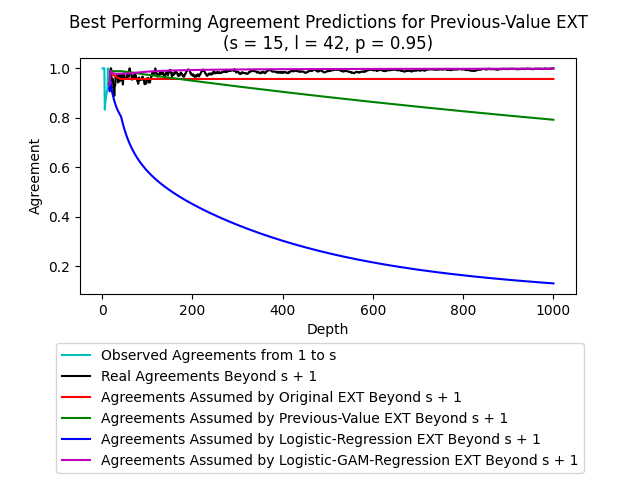 Best Performing Agreement Predictions for Previous-Value EXT
(s = 15, l = 42, p = 0.95)
1.0
0.8
0.6
0.4
0.2
Agreement
0 200 400 600 800 1000
Depth
Observed Agreements from 1 to s
Real Agreements Beyond s + 1
Agreements Assumed by Original EXT Beyond s + 1
Agreements Assumed by Previous-Value EXT Beyond s + 1
Agreements Assumed by Logistic-Regression EXT Beyond s + 1
Agreements Assumed by Logistic-GAM-Regression EXT Beyond s + 1